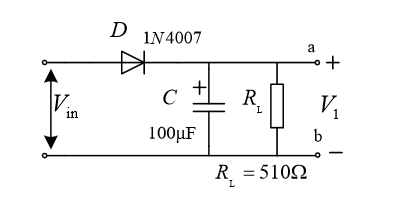 D 1N4007
a
+
V_in
C
+
100μF
R_L
V_1
b
−
R_L = 510Ω